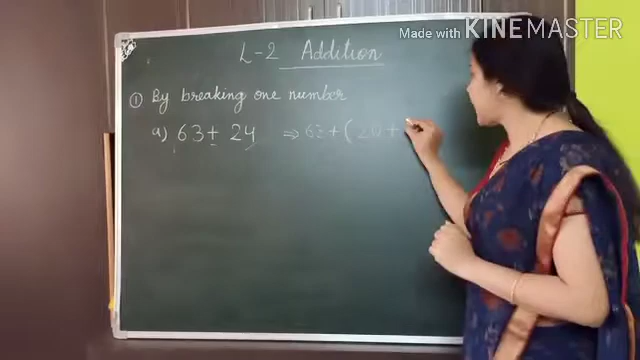 Made with KINEMASTER
L-2 Addition
① By breaking one number
a) 63 + 24 ⇒ 63 + ( 20 +